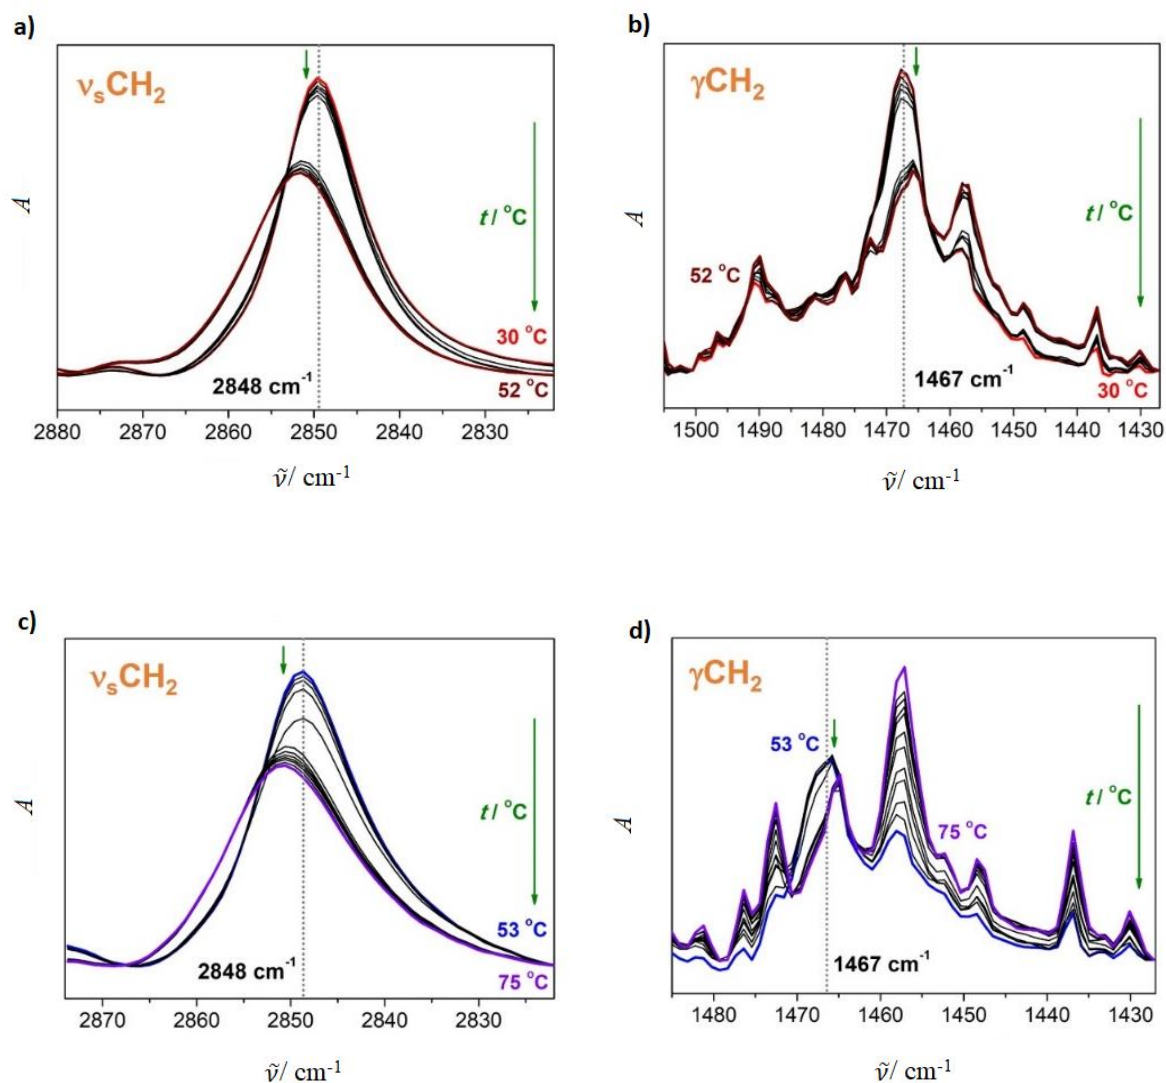 a)
νsCH2
A
t / °C
30 °C
2848 cm-1
52 °C
2880 2870 2860 2850 2840 2830
ṽ/ cm-1
b)
γCH2
A
t / °C
52 °C
1467 cm-1
30 °C
1500 1490 1480 1470 1460 1450 1440 1430
ṽ/ cm-1
c)
νsCH2
A
t / °C
53 °C
2848 cm-1
75 °C
2870 2860 2850 2840 2830
ṽ/ cm-1
d)
γCH2
A
53 °C
t / °C
75 °C
1467 cm-1
1480 1470 1460 1450 1440 1430
ṽ/ cm-1